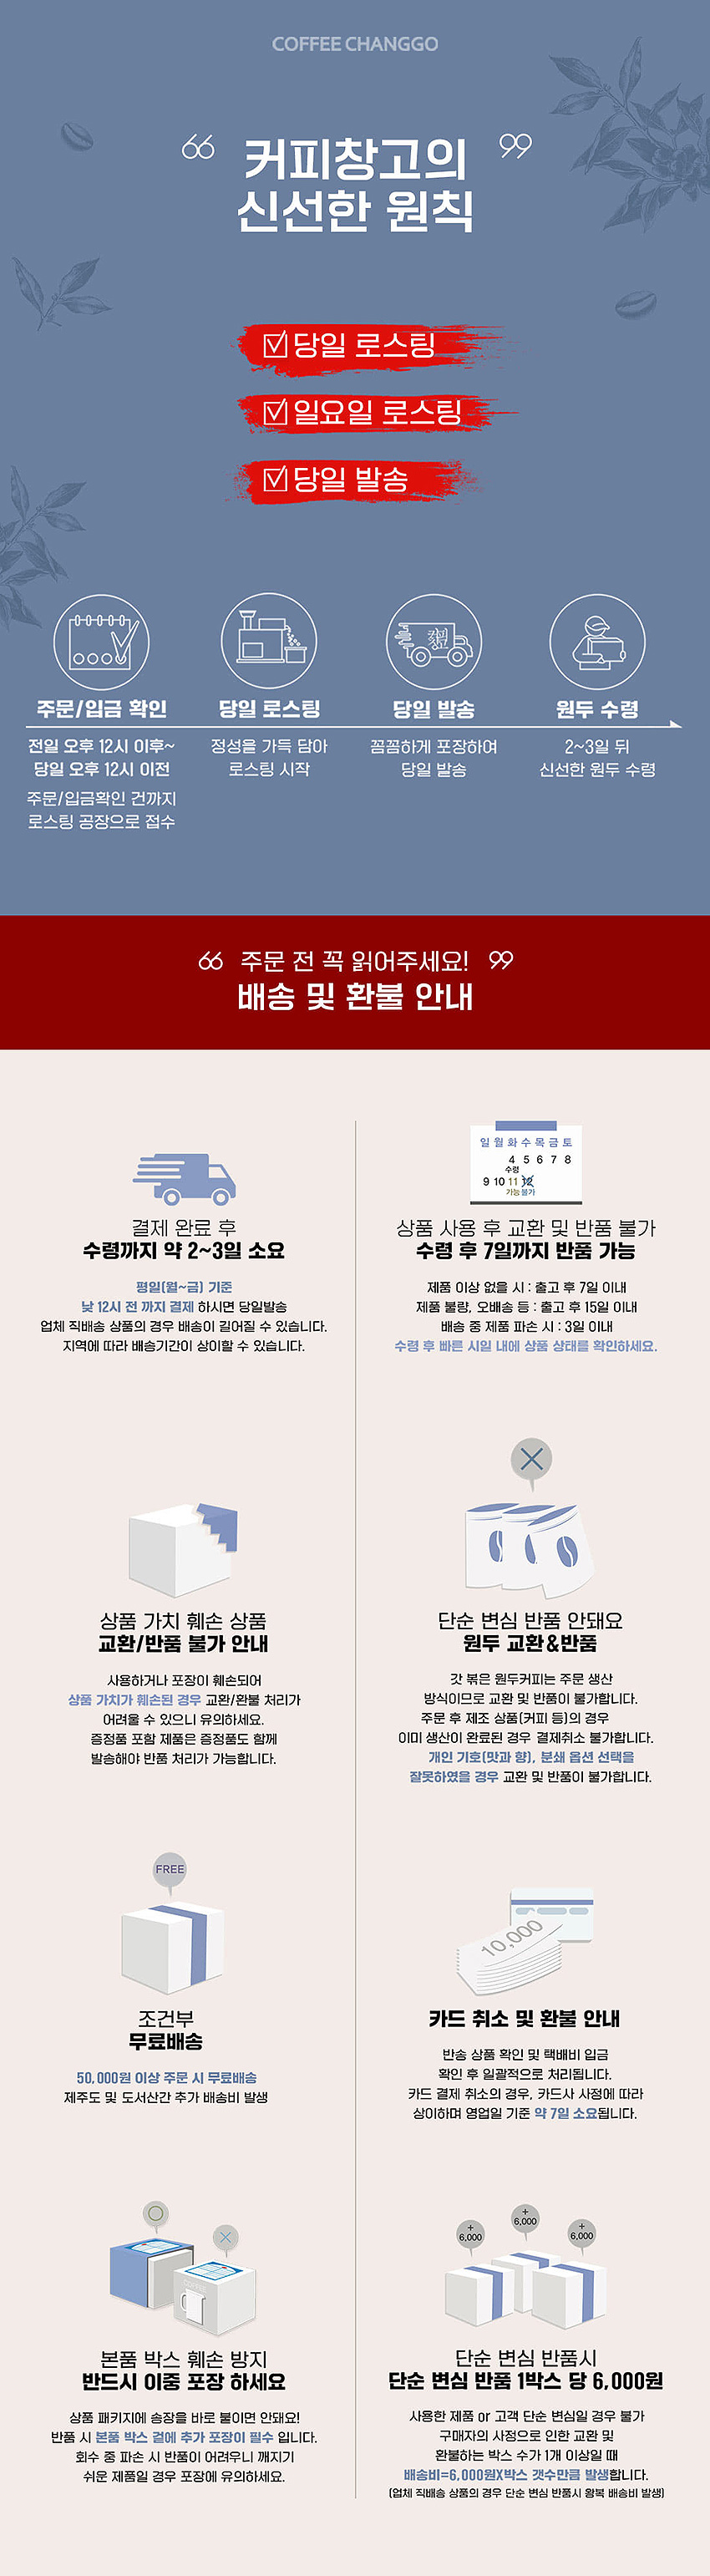 COFFEE CHANGGO
“ 커피창고의 ”
신선한 원칙
당일 로스팅
일요일 로스팅
당일 발송
커피창고
주문/입금 확인
전일 오후 12시 이후~
당일 오후 12시 이전
주문/입금확인 건까지
로스팅 공장으로 접수
당일 로스팅
정성을 가득 담아
로스팅 시작
당일 발송
꼼꼼하게 포장하여
당일 발송
원두 수령
2~3일 뒤
신선한 원두 수령
“ 주문 전 꼭 읽어주세요! ”
배송 및 환불 안내
결제 완료 후
수령까지 약 2~3일 소요
평일(월~금) 기준
낮 12시 전 까지 결제 하시면 당일발송
업체 직배송 상품의 경우 배송이 길어질 수 있습니다.
지역에 따라 배송기간이 상이할 수 있습니다.
일 월 화 수 목 금 토
4 5 6 7 8
수령
9 10 11 12
가능 불가
상품 사용 후 교환 및 반품 불가
수령 후 7일까지 반품 가능
제품 이상 없을 시 : 출고 후 7일 이내
제품 불량, 오배송 등 : 출고 후 15일 이내
배송 중 제품 파손 시 : 3일 이내
수령 후 빠른 시일 내에 상품 상태를 확인하세요.
상품 가치 훼손 상품
교환/반품 불가 안내
사용하거나 포장이 훼손되어
상품 가치가 훼손된 경우 교환/환불 처리가
어려울 수 있으니 유의하세요.
증정품 포함 제품은 증정품도 함께
발송해야 반품 처리가 가능합니다.
단순 변심 반품 안돼요
원두 교환&반품
갓 볶은 원두커피는 주문 생산
방식이므로 교환 및 반품이 불가합니다.
주문 후 제조 상품(커피 등)의 경우
이미 생산이 완료된 경우 결제취소 불가합니다.
개인 기호(맛과 향), 분쇄 옵션 선택을
잘못하였을 경우 교환 및 반품이 불가합니다.
FREE
조건부
무료배송
50,000원 이상 주문 시 무료배송
제주도 및 도서산간 추가 배송비 발생
10,000
카드 취소 및 환불 안내
반송 상품 확인 및 택배비 입금
확인 후 일괄적으로 처리됩니다.
카드 결제 취소의 경우, 카드사 사정에 따라
상이하며 영업일 기준 약 7일 소요됩니다.
본품 박스 훼손 방지
반드시 이중 포장 하세요
상품 패키지에 송장을 바로 붙이면 안돼요!
반품 시 본품 박스 겉에 추가 포장이 필수 입니다.
회수 중 파손 시 반품이 어려우니 깨지기
쉬운 제품일 경우 포장에 유의하세요.
+
6,000
+
6,000
+
6,000
단순 변심 반품시
단순 변심 반품 1박스 당 6,000원
사용한 제품 or 고객 단순 변심일 경우 불가
구매자의 사정으로 인한 교환 및
환불하는 박스 수가 1개 이상일 때
배송비=6,000원X박스 갯수만큼 발생합니다.
(업체 직배송 상품의 경우 단순 변심 반품시 왕복 배송비 발생)